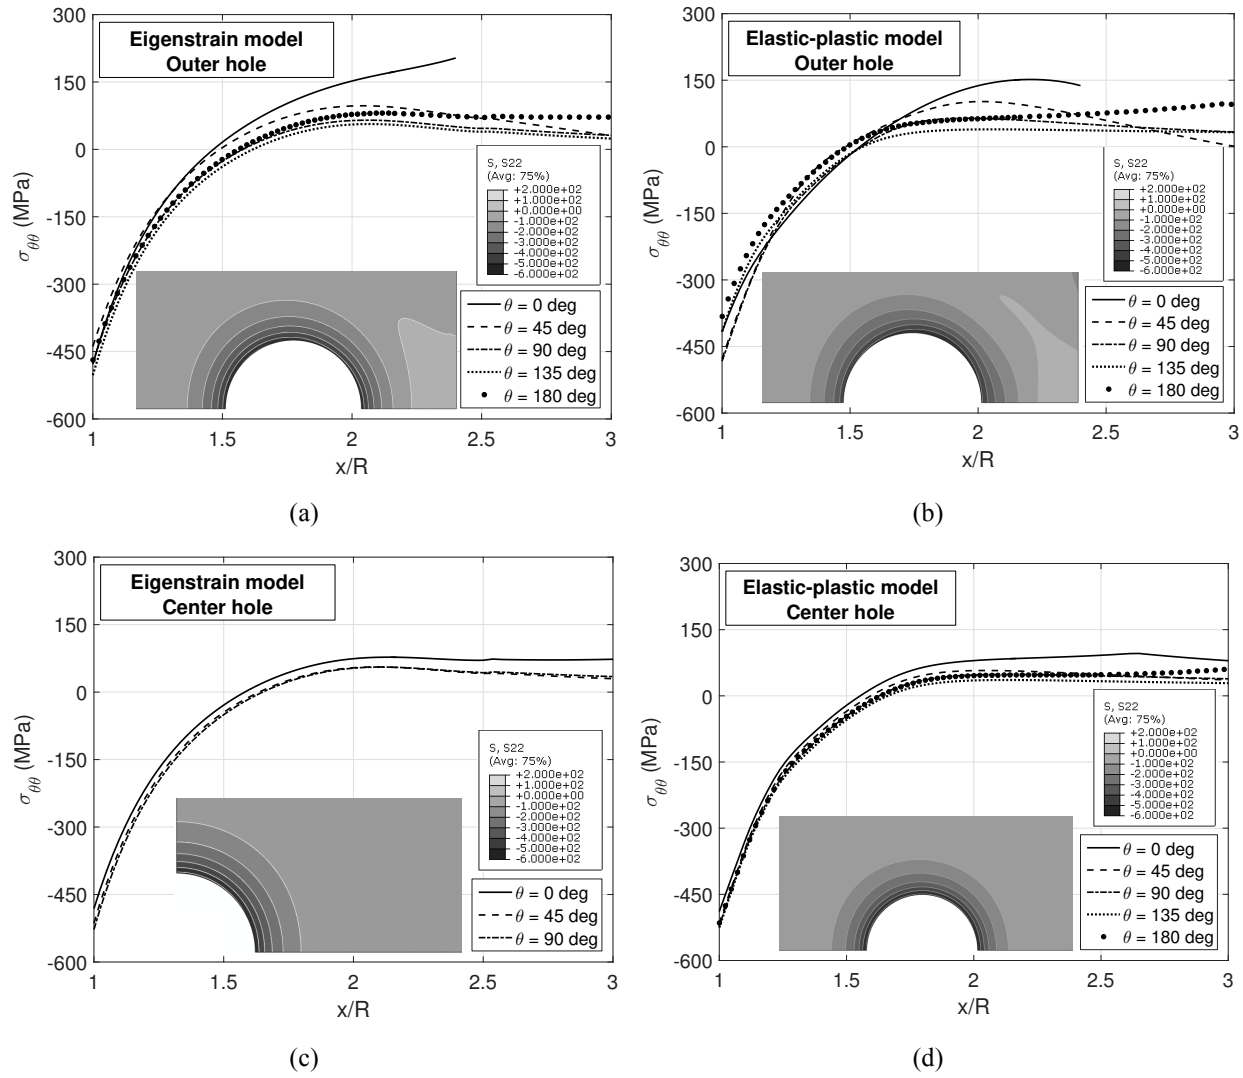 300
150
0
-150
-300
-450
-600
σθθ (MPa)
Eigenstrain model
Outer hole
S, S22
(Avg: 75%)
+2.000e+02
+1.000e+02
+0.000e+00
-1.000e+02
-2.000e+02
-3.000e+02
-4.000e+02
-5.000e+02
-6.000e+02
θ = 0 deg
θ = 45 deg
θ = 90 deg
θ = 135 deg
θ = 180 deg
1 1.5 2 2.5 3
x/R
(a)
300
150
0
-150
-300
-450
-600
σθθ (MPa)
Elastic-plastic model
Outer hole
S, S22
(Avg: 75%)
+2.000e+02
+1.000e+02
+0.000e+00
-1.000e+02
-2.000e+02
-3.000e+02
-4.000e+02
-5.000e+02
-6.000e+02
θ = 0 deg
θ = 45 deg
θ = 90 deg
θ = 135 deg
θ = 180 deg
1 1.5 2 2.5 3
x/R
(b)
300
150
0
-150
-300
-450
-600
σθθ (MPa)
Eigenstrain model
Center hole
S, S22
(Avg: 75%)
+2.000e+02
+1.000e+02
+0.000e+00
-1.000e+02
-2.000e+02
-3.000e+02
-4.000e+02
-5.000e+02
-6.000e+02
θ = 0 deg
θ = 45 deg
θ = 90 deg
1 1.5 2 2.5 3
x/R
(c)
300
150
0
-150
-300
-450
-600
σθθ (MPa)
Elastic-plastic model
Center hole
S, S22
(Avg: 75%)
+2.000e+02
+1.000e+02
+0.000e+00
-1.000e+02
-2.000e+02
-3.000e+02
-4.000e+02
-5.000e+02
-6.000e+02
θ = 0 deg
θ = 45 deg
θ = 90 deg
θ = 135 deg
θ = 180 deg
1 1.5 2 2.5 3
x/R
(d)